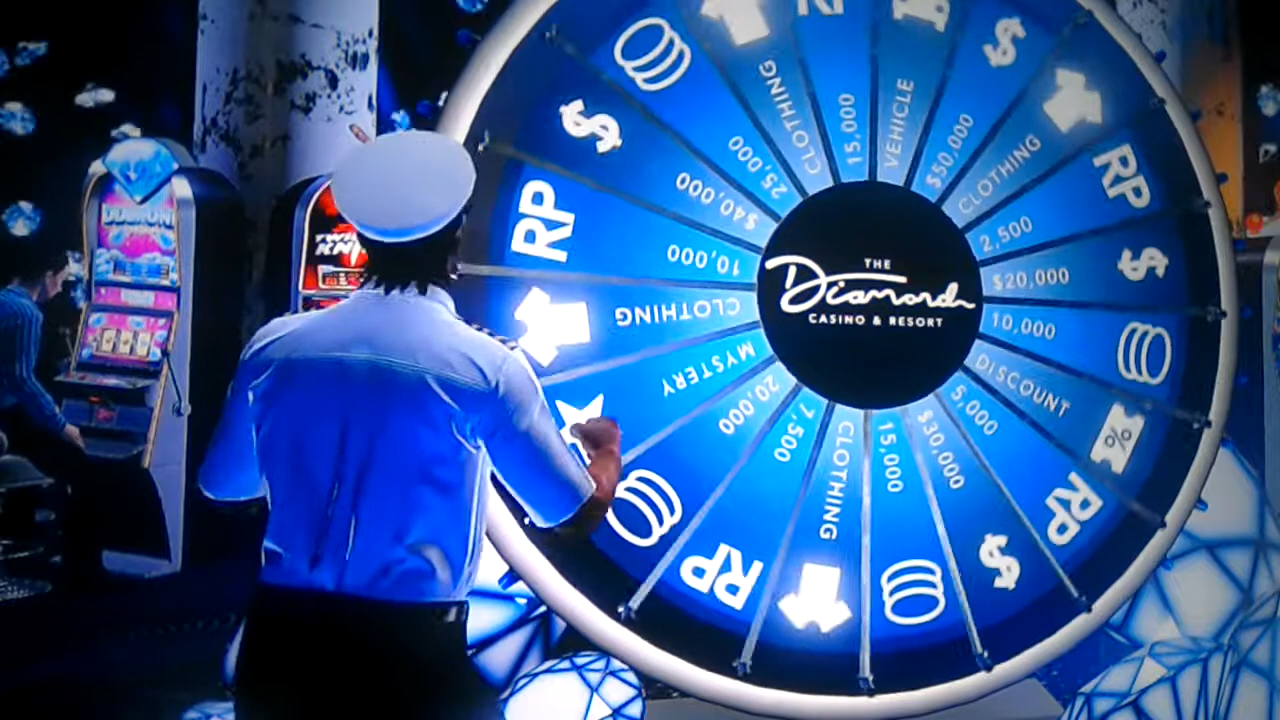 THE
Diamond
CASINO & RESORT
VEHICLE
$50,000
CLOTHING
RP
2,500
$
$20,000
10,000
DISCOUNT
%
5,000
RP
$30,000
$
15,000
CLOTHING
7,500
RP
20,000
MYSTERY
CLOTHING
10,000
RP
$40,000
$
25,000
CLOTHING
15,000
$
DIAMOND